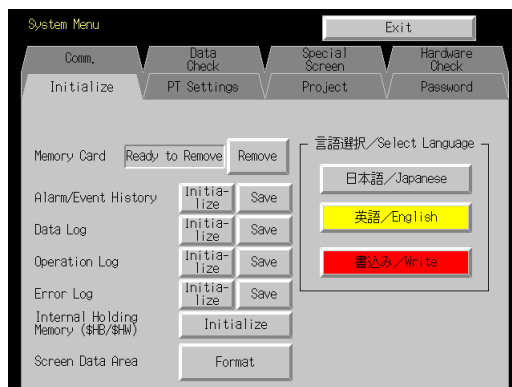 System Menu
Exit
Comm.
Data
Check
Special
Screen
Hardware
Check
Initialize
PT Settings
Project
Password
Memory Card
Ready to Remove
Remove
Alarm/Event History
Initia-
lize
Save
Data Log
Initia-
lize
Save
Operation Log
Initia-
lize
Save
Error Log
Initia-
lize
Save
Internal Holding
Memory ($HB/$HW)
Initialize
Screen Data Area
Format
言語選択／Select Language
日本語／Japanese
英語／English
書込み／Write